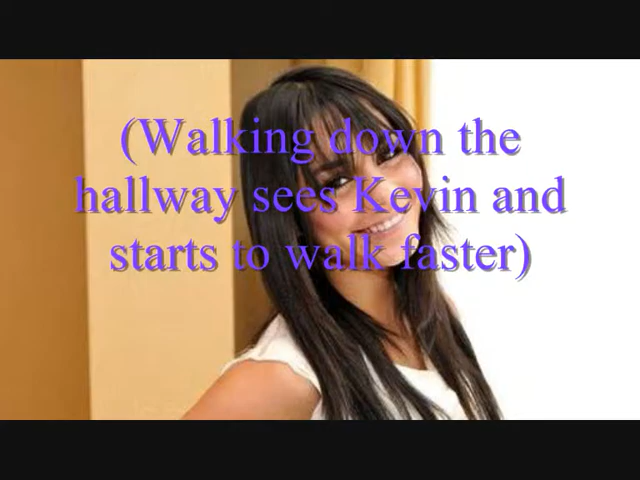 (Walking down the
hallway sees Kevin and
starts to walk faster)